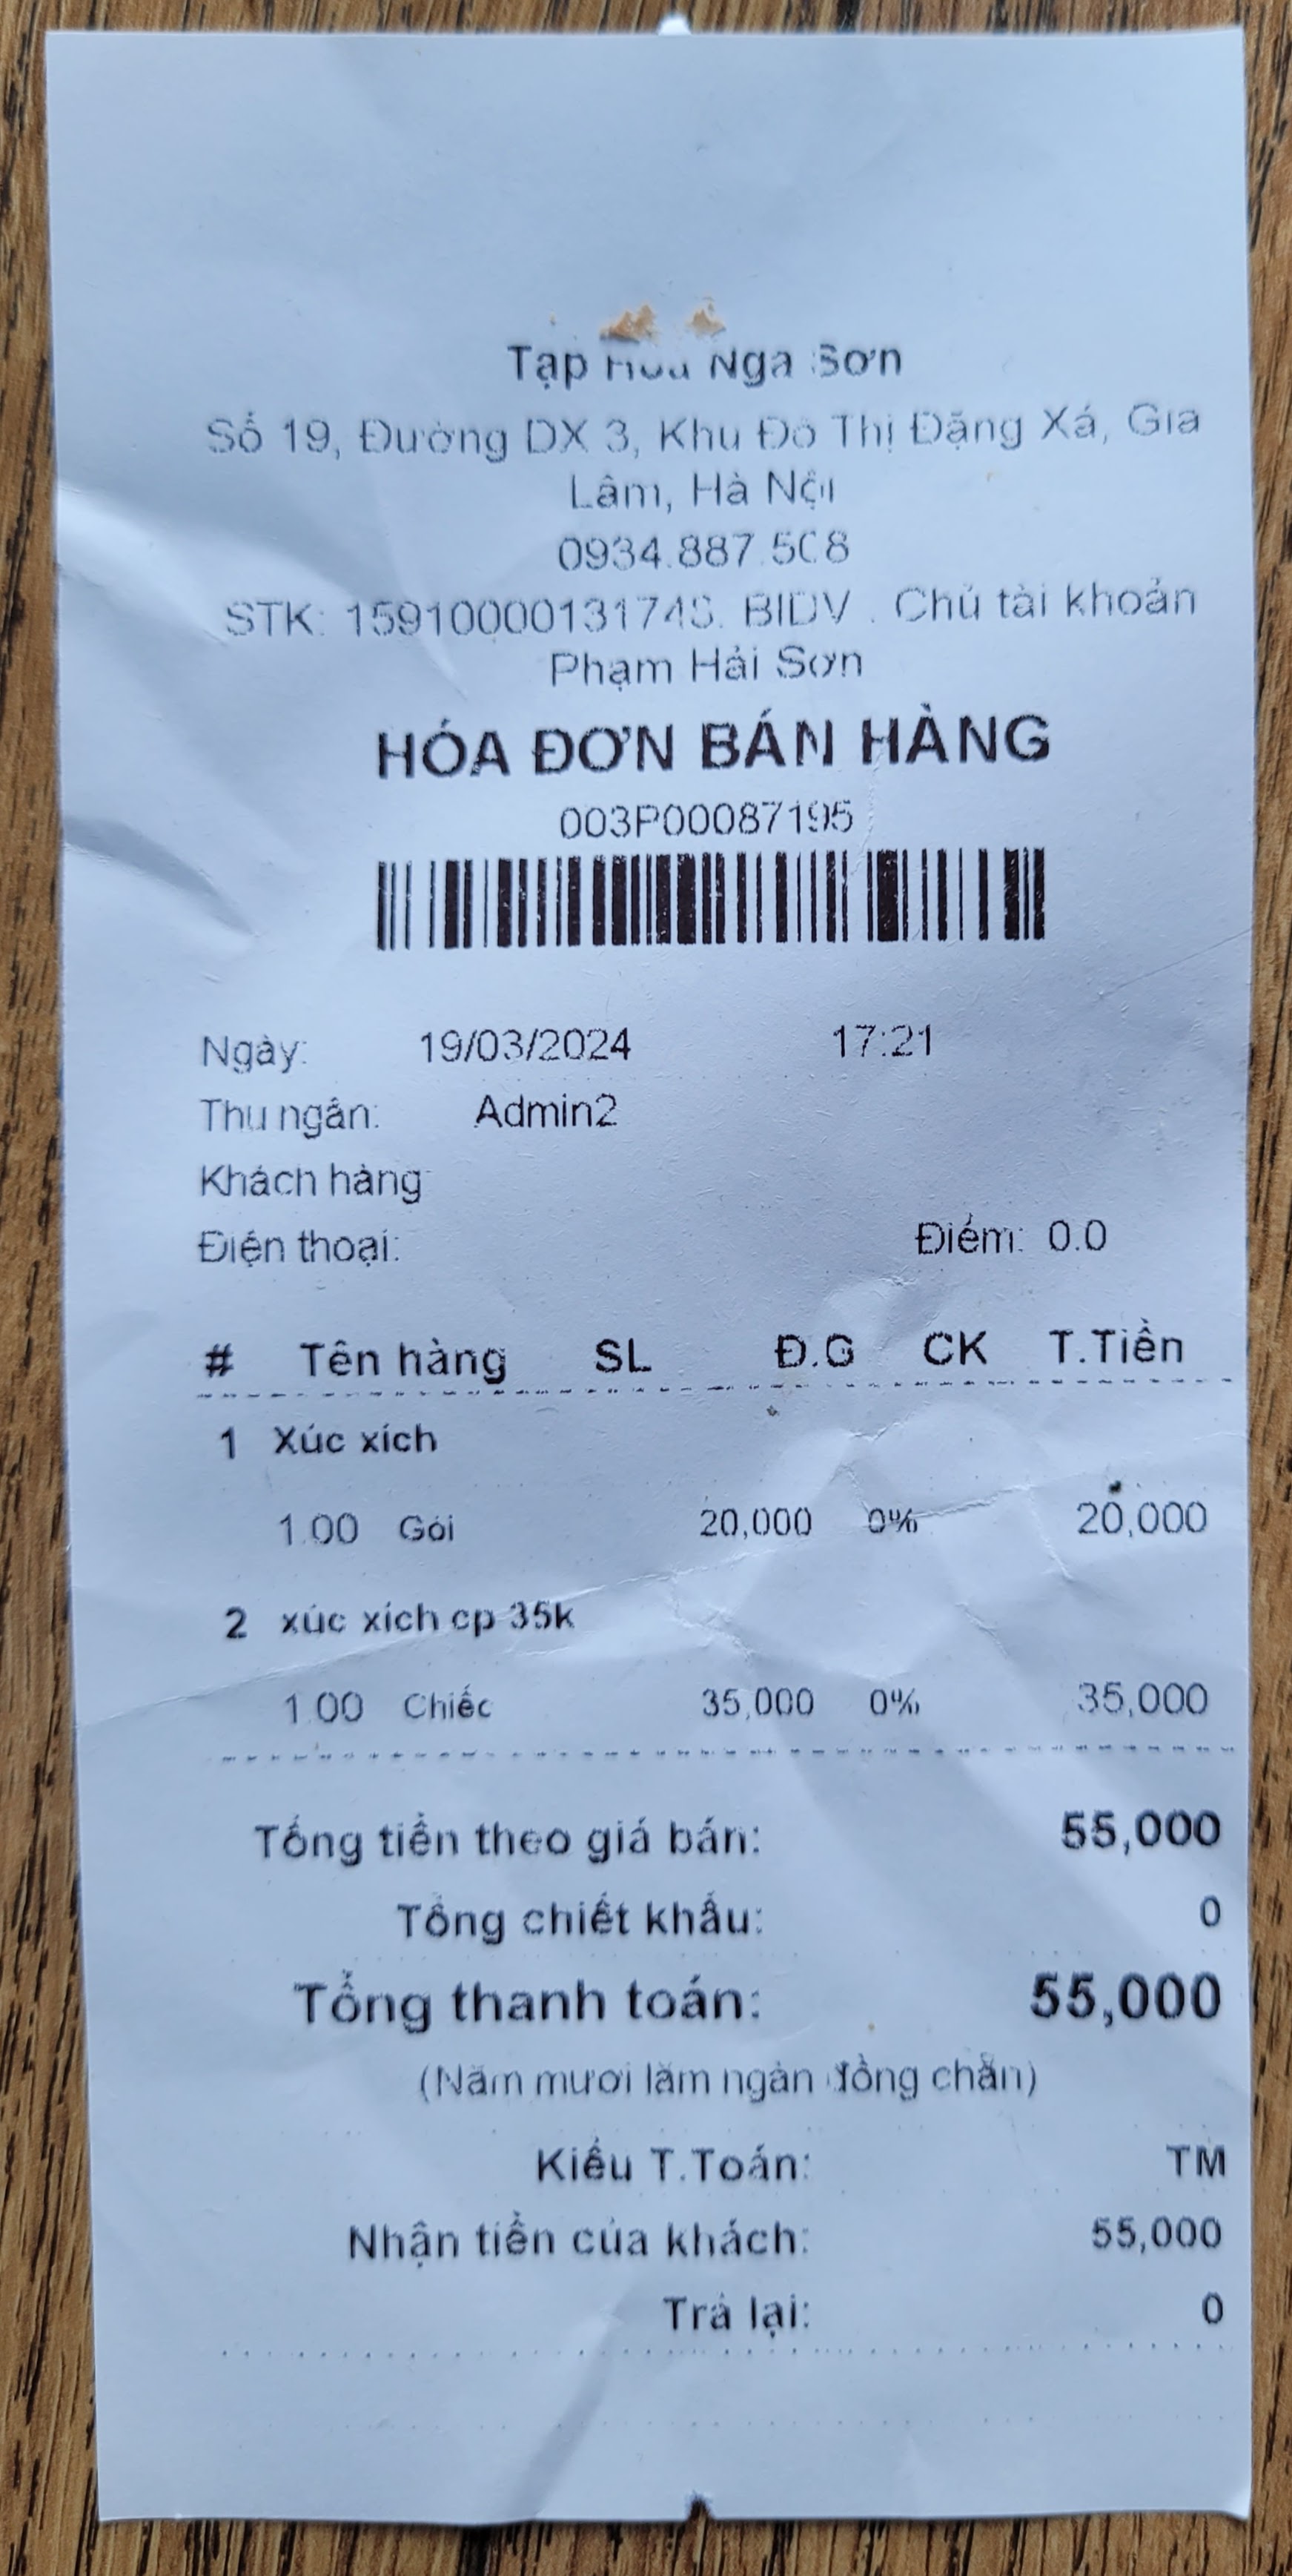 Tạp Hóa Nga Sơn
Số 19, Đường DX 3, Khu Đô Thị Đặng Xá, Gia
Lâm, Hà Nội
0934.887.508
STK: BIDV . Chủ tài khoản
Phạm Hải Sơn
HÓA ĐƠN BÁN HÀNG
003P00087195
Ngày: 19/03/2024 17:21
Thu ngân: Admin2
Khách hàng
Điện thoại: Điểm: 0.0
# Tên hàng SL Đ.G CK T.Tiền
1 Xúc xích
1.00 Gói 20,000 0% 20,000
2 xúc xích cp 35k
1.00 Chiếc 35,000 0% 35,000
Tổng tiền theo giá bán: 55,000
Tổng chiết khấu: 0
Tổng thanh toán: 55,000
(Năm mươi lăm ngàn đồng chẵn)
Kiểu T.Toán: TM
Nhận tiền của khách: 55,000
Trả lại: 0